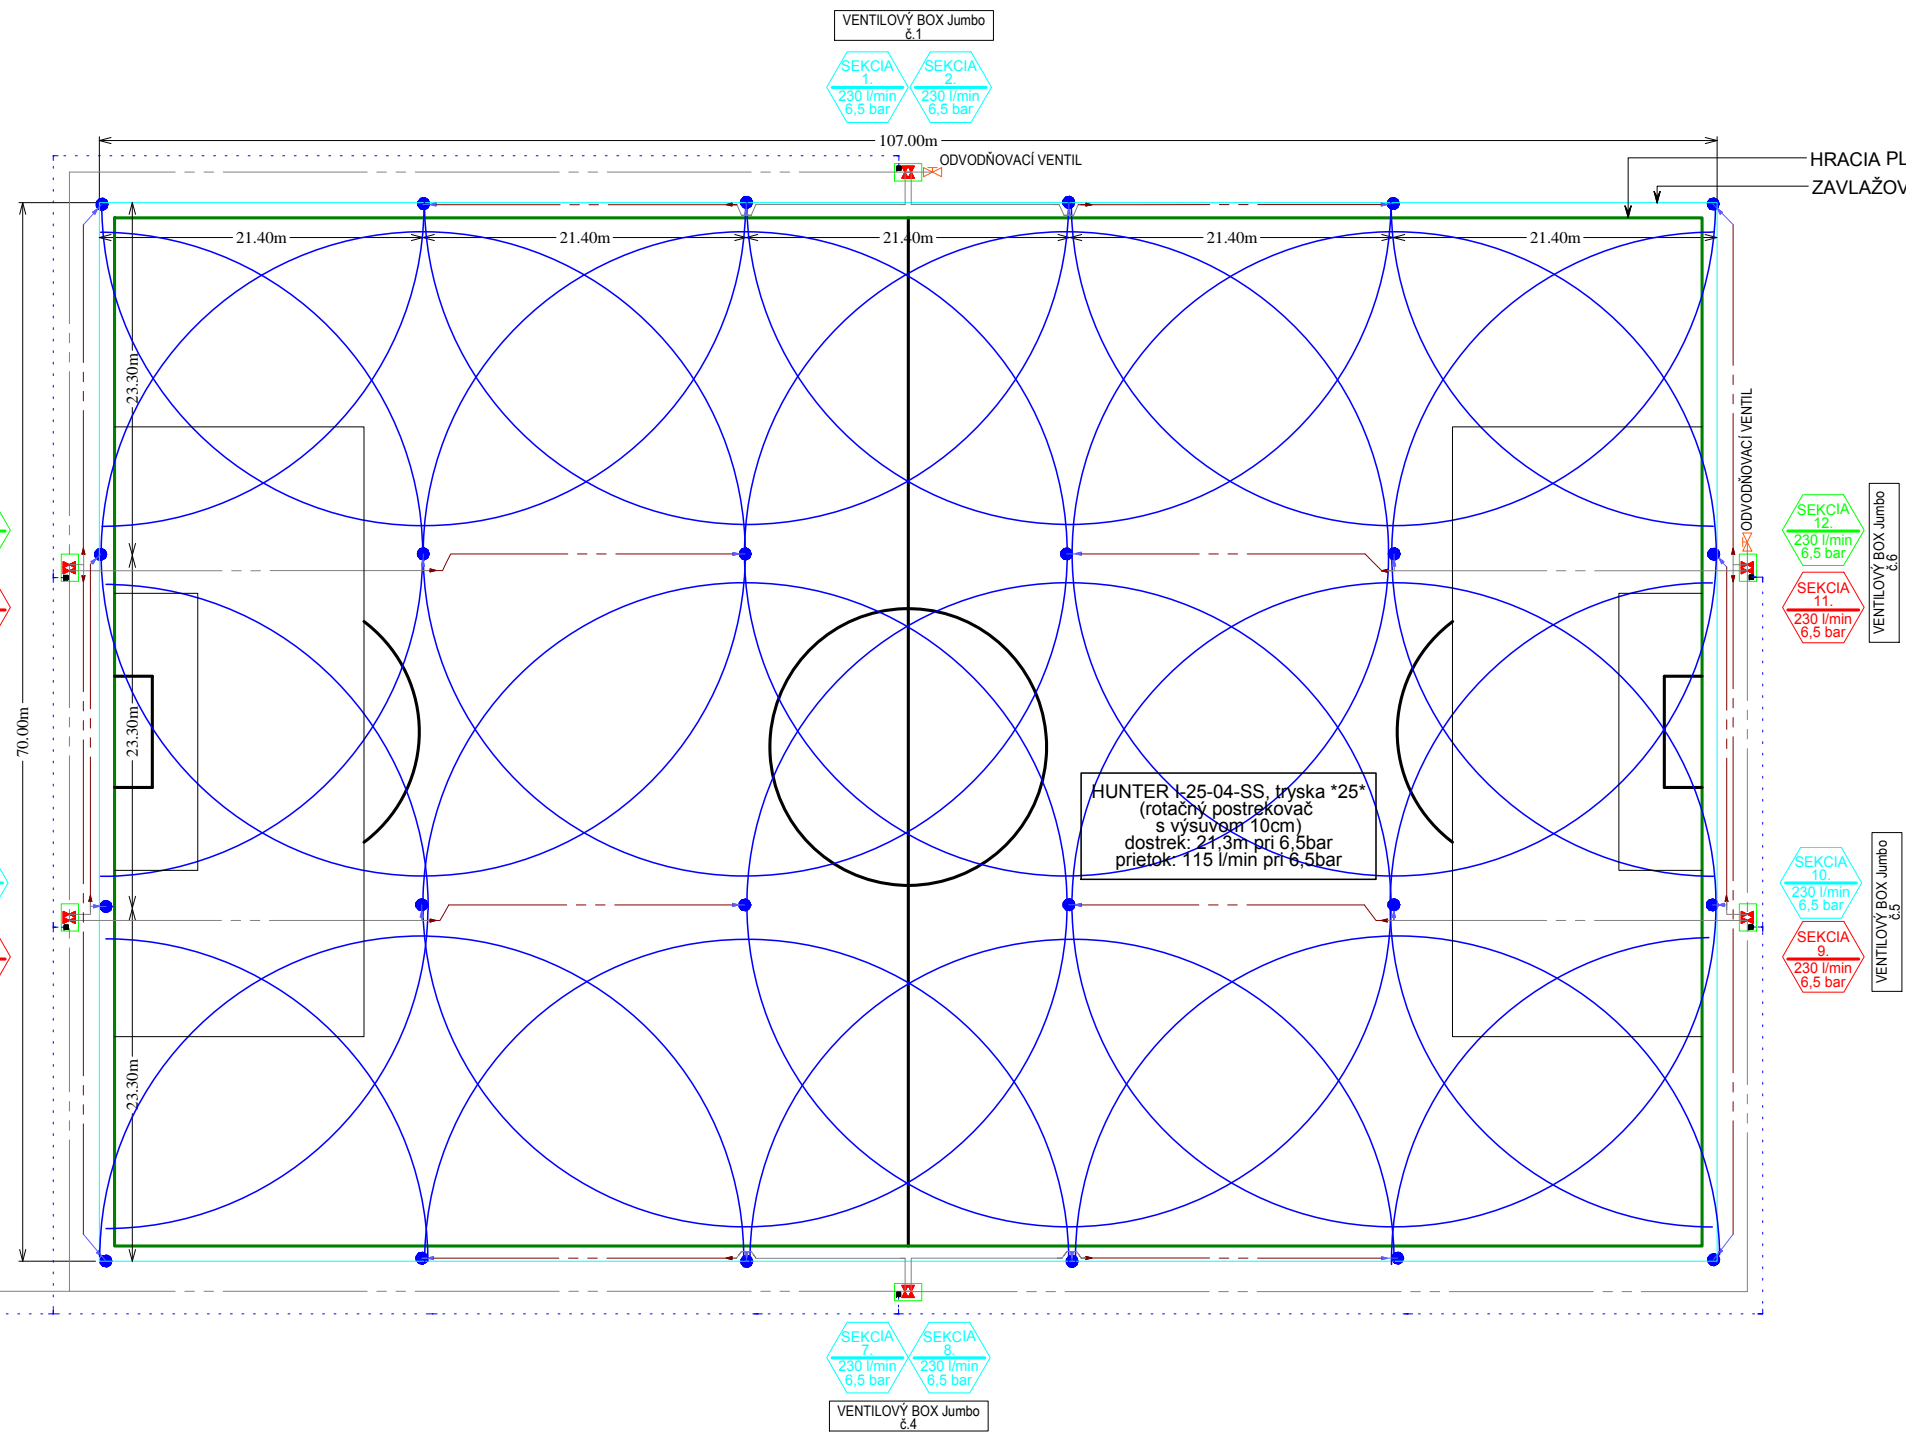 VENTILOVÝ BOX Jumbo
č.1
SEKCIA
1.
230 l/min
6,5 bar
SEKCIA
2.
230 l/min
6,5 bar
107.00m
ODVODŇOVACÍ VENTIL
HRACIA PL
ZAVLAŽOV
21.40m
21.40m
21.40m
21.40m
21.40m
23.30m
70.00m
23.30m
23.30m
ODVODŇOVACÍ VENTIL
SEKCIA
12.
230 l/min
6,5 bar
SEKCIA
11.
230 l/min
6,5 bar
VENTILOVÝ BOX Jumbo
č.6
HUNTER I-25-04-SS, tryska *25*
(rotačný postrekovač
s výsuvom 10cm)
dostrek: 21,3m pri 6,5bar
prietok: 115 l/min pri 6,5bar
SEKCIA
10.
230 l/min
6,5 bar
SEKCIA
9.
230 l/min
6,5 bar
VENTILOVÝ BOX Jumbo
č.5
SEKCIA
7.
230 l/min
6,5 bar
SEKCIA
8.
230 l/min
6,5 bar
VENTILOVÝ BOX Jumbo
č.4